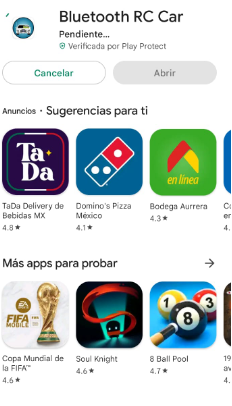 Bluetooth RC Car
Pendiente...
Verificada por Play Protect
Cancelar
Abrir
Anuncios • Sugerencias para ti
TaDa
en línea
TaDa Delivery de
Bebidas MX
4.8★
Domino's Pizza
México
4.1★
Bodega Aurrera
4.3★
Más apps para probar
EA
FIFA
MOBILE
8
3
Copa Mundial de
la FIFA™
4.6★
Soul Knight
4.6★
8 Ball Pool
4.7★